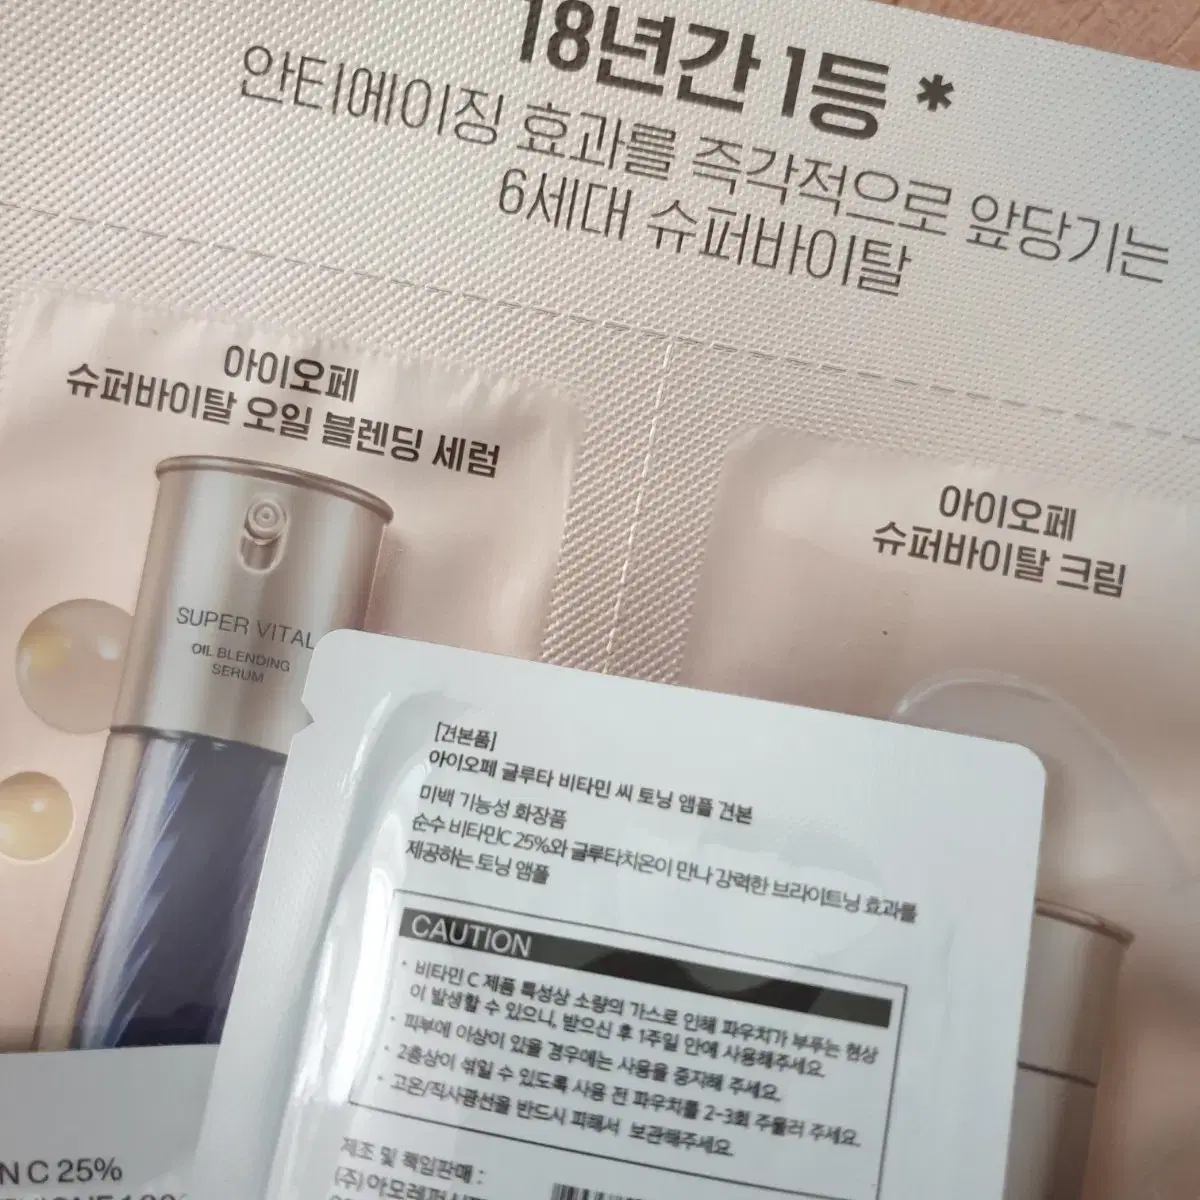 18년간 1등*
안티에이징 효과를 즉각적으로 앞당기는
6세대 슈퍼바이탈
아이오페
슈퍼바이탈 오일 블렌딩 세럼
SUPER VITAL
OIL BLENDING
SERUM
아이오페
슈퍼바이탈 크림
[견본품]
아이오페 글루타 비타민 씨 토닝 앰플 견본
미백 기능성 화장품
순수 비타민C 25%와 글루타치온이 만나 강력한 브라이트닝 효과를
제공하는 토닝 앰플
CAUTION
· 비타민 C 제품 특성상 소량의 가스로 인해 파우치가 부푸는 현상
이 발생할 수 있으니, 받으신 후 1주일 안에 사용해주세요.
· 피부에 이상이 있을 경우에는 사용을 중지해 주세요.
· 2층상이 섞일 수 있도록 사용 전 파우치를 2-3회 주물러 주세요.
· 고온/직사광선을 반드시 피해서 보관해주세요.
제조 및 책임판매 :
(주) 아모레퍼시픽
N C 25%